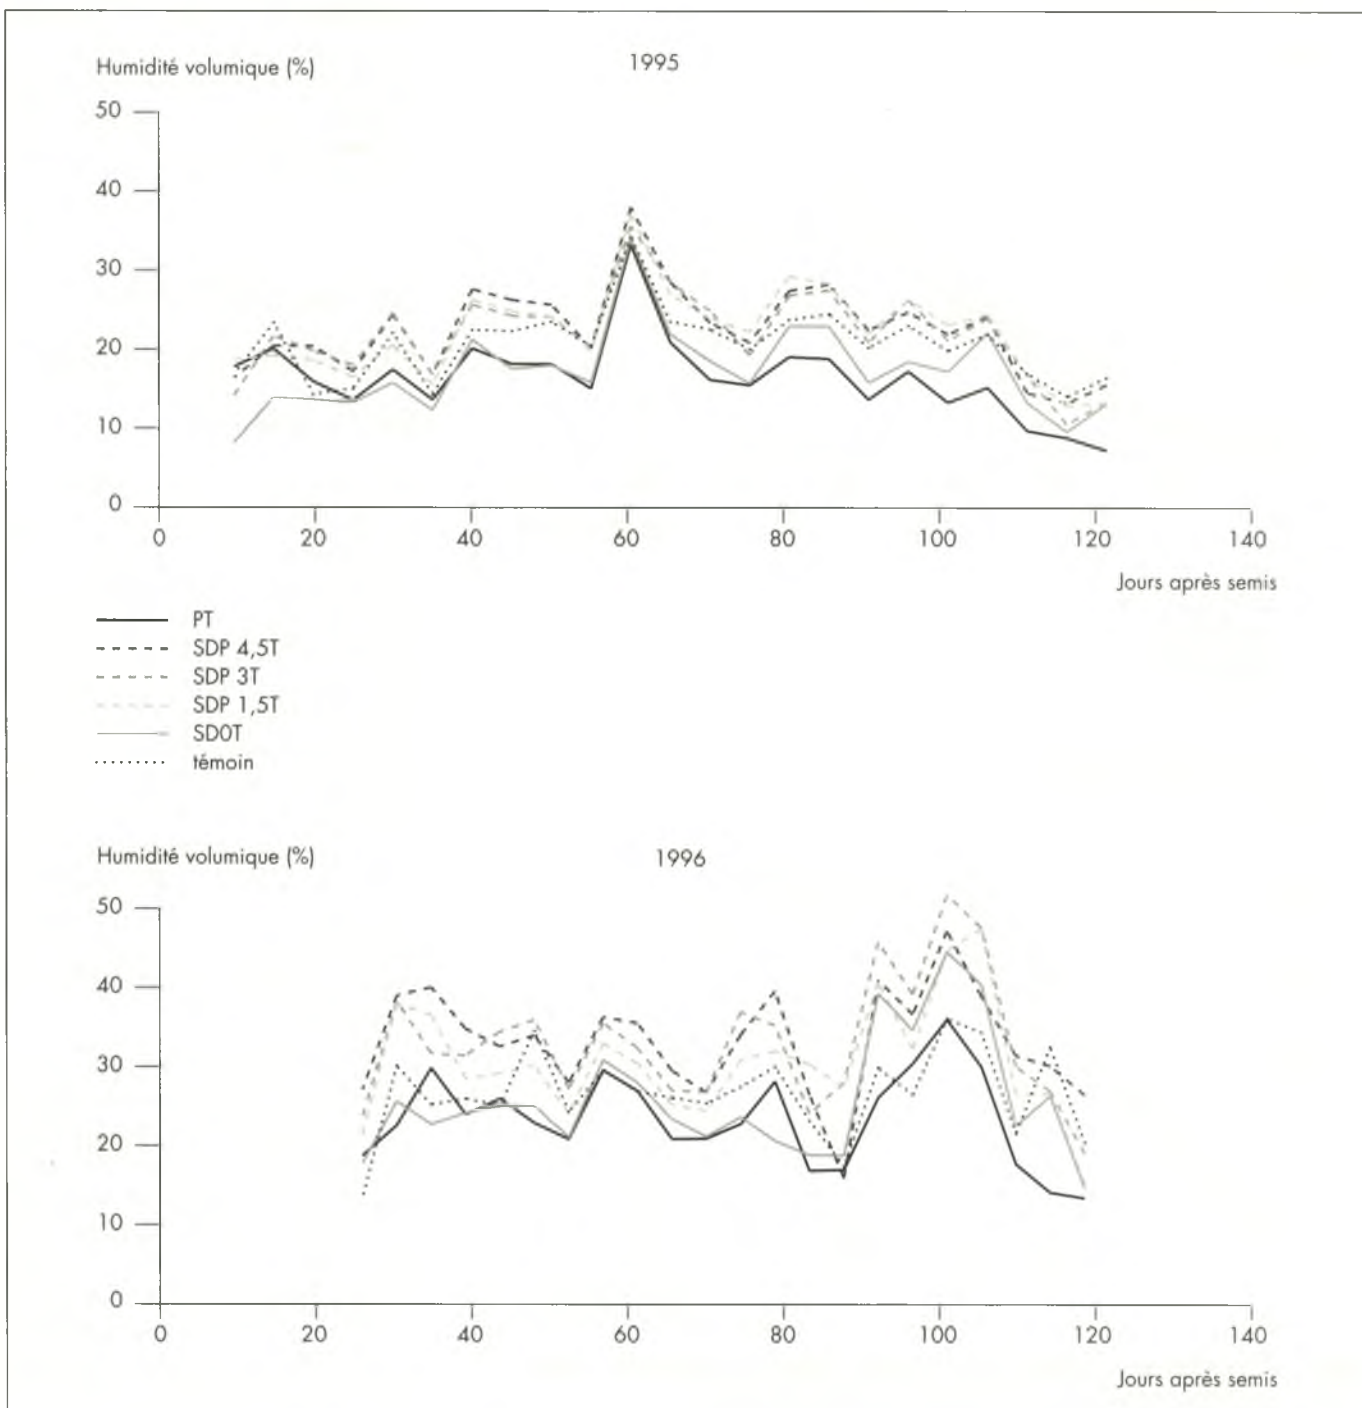 1995
Humidité volumique (%)
50
40
30
20
10
0
0 20 40 60 80 100 120 140
Jours après semis
PT
SDP 4,5T
SDP 3T
SDP 1,5T
SD0T
témoin
1996
Humidité volumique (%)
50
40
30
20
10
0
0 20 40 60 80 100 120 140
Jours après semis